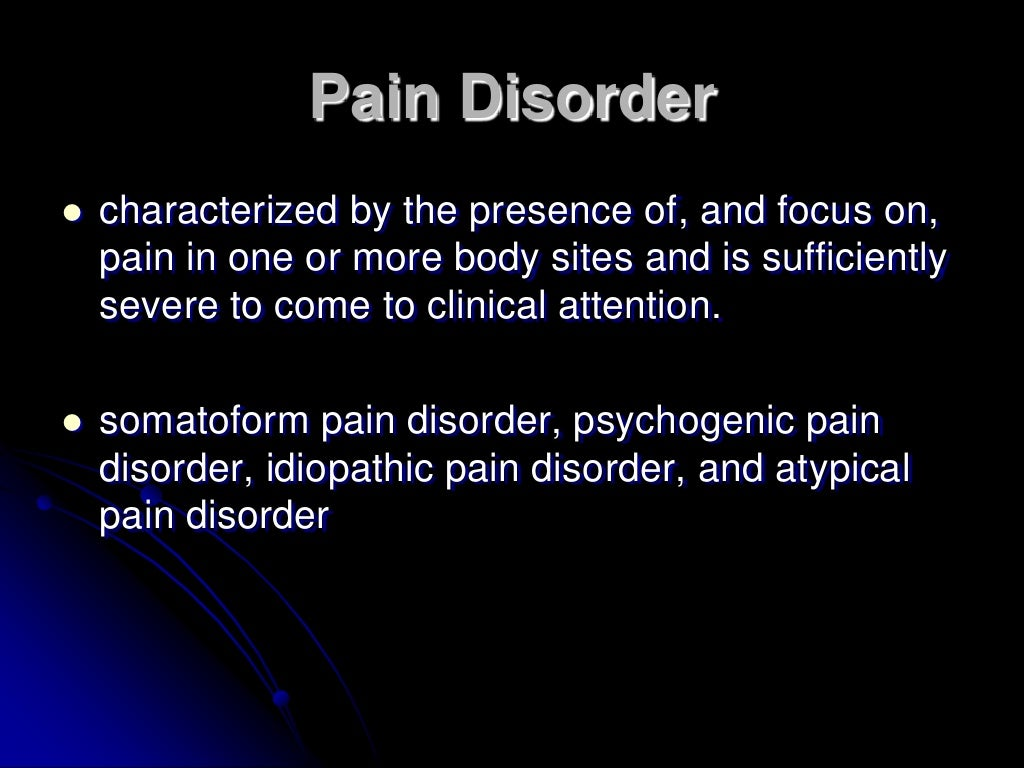 Pain Disorder
characterized by the presence of, and focus on,
pain in one or more body sites and is sufficiently
severe to come to clinical attention.
somatoform pain disorder, psychogenic pain
disorder, idiopathic pain disorder, and atypical
pain disorder